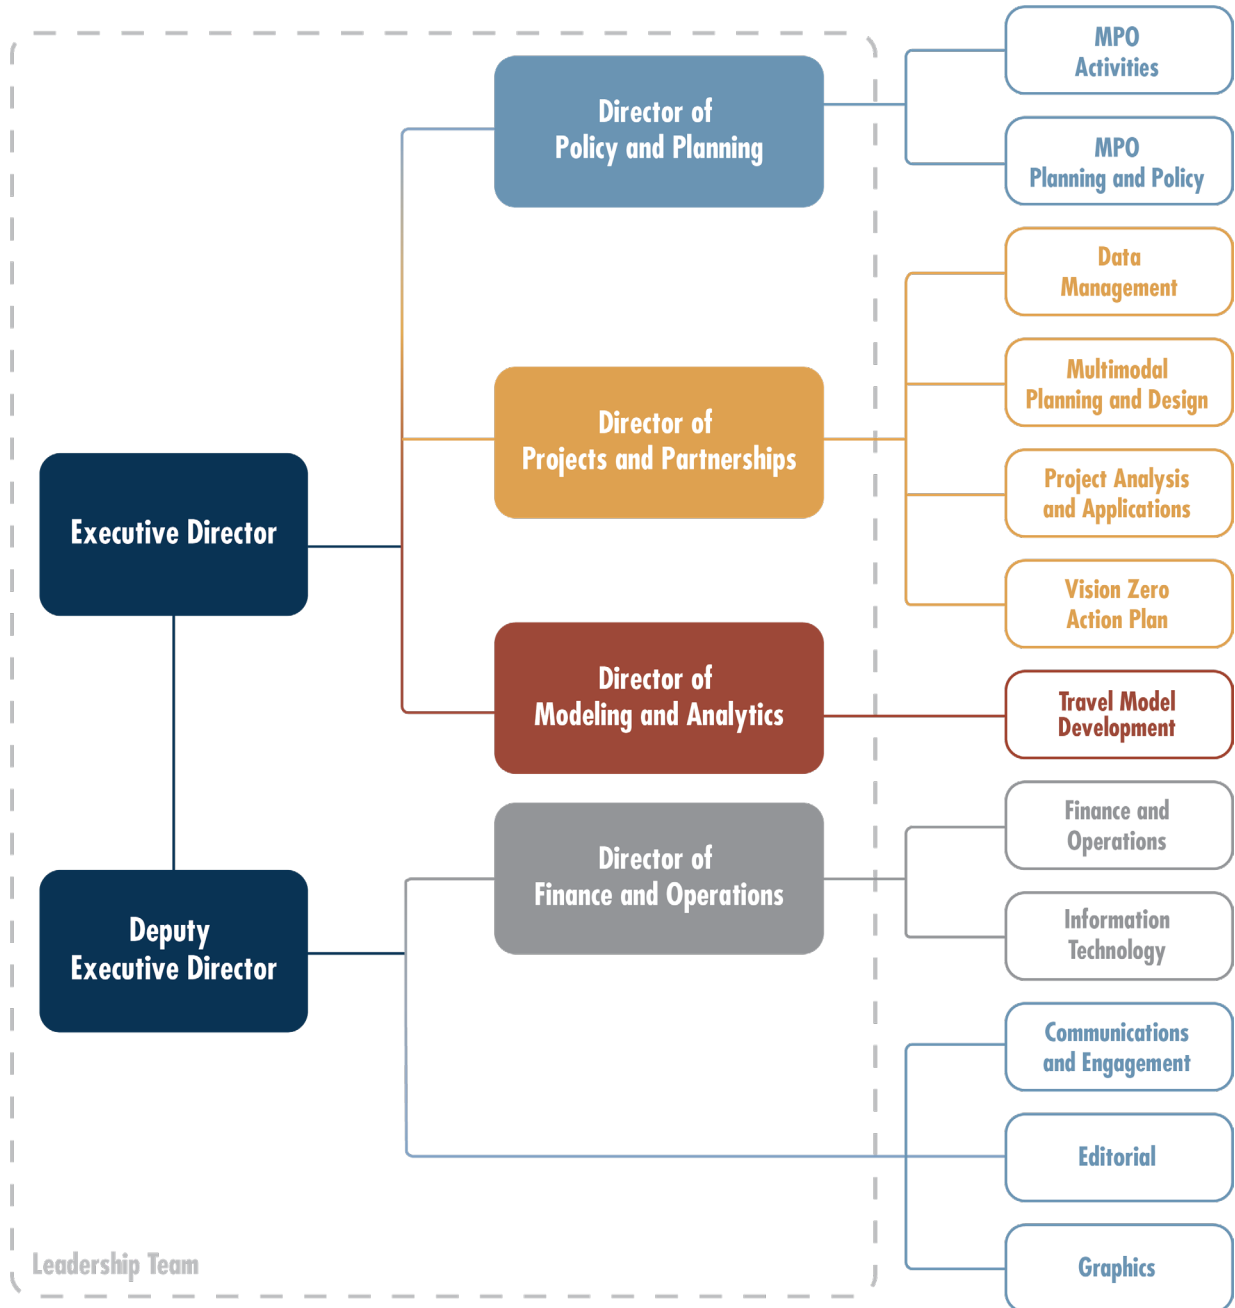 MPO
Activities
Director of
Policy and Planning
MPO
Planning and Policy
Data
Management
Multimodal
Planning and Design
Director of
Projects and Partnerships
Project Analysis
and Applications
Executive Director
Vision Zero
Action Plan
Director of
Modeling and Analytics
Travel Model
Development
Finance and
Operations
Director of
Finance and Operations
Information
Technology
Deputy
Executive Director
Communications
and Engagement
Editorial
Graphics
Leadership Team